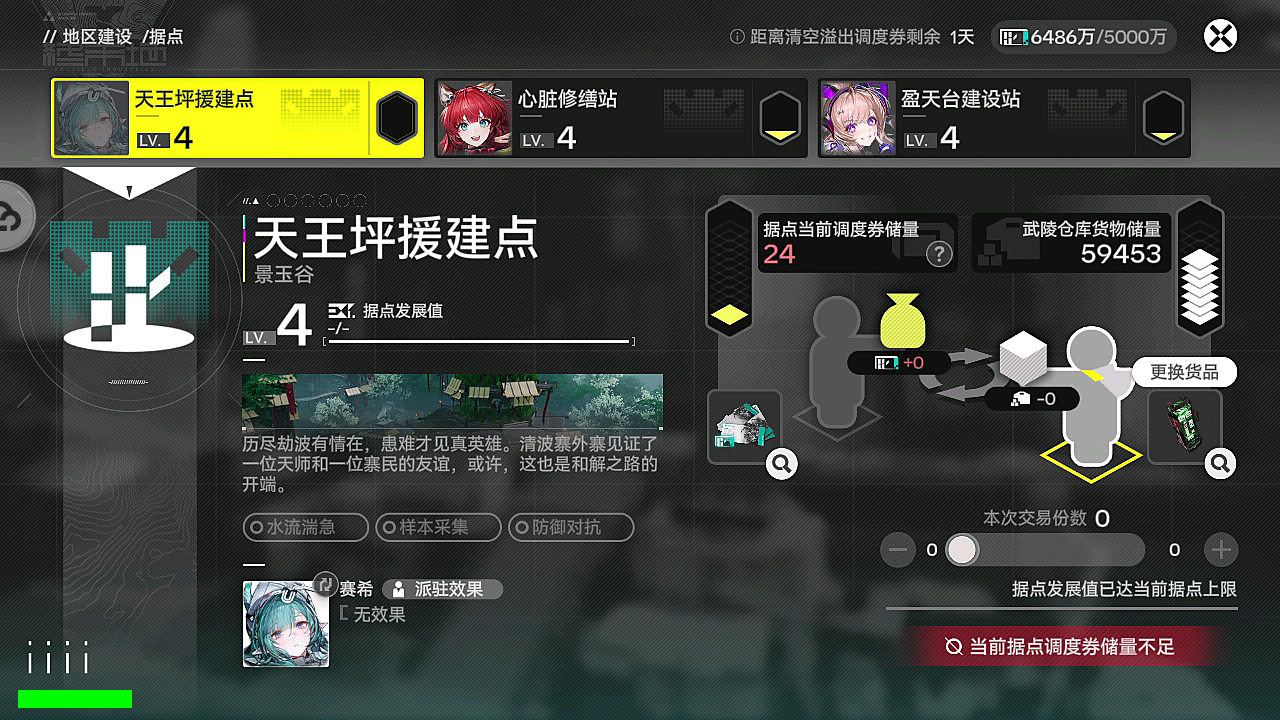 // 地区建设 /据点
距离清空溢出调度券剩余 1天
6486万/5000万
天王坪援建点
LV. 4
心脏修缮站
LV. 4
盈天台建设站
LV. 4
天王坪援建点
景玉谷
LV. 4
据点发展值
-/-
历尽劫波有情在，患难才见真英雄。清波寨外寨见证了
一位天师和一位寨民的友谊，或许，这也是和解之路的
开端。
水流湍急
样本采集
防御对抗
赛希
派驻效果
无效果
据点当前调度券储量
24
?
武陵仓库货物储量
59453
+0
-0
更换货品
本次交易份数 0
0
0
据点发展值已达当前据点上限
当前据点调度券储量不足